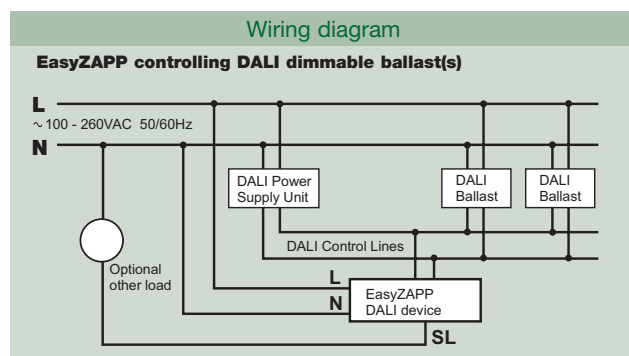 Wiring diagram
EasyZAPP controlling DALI dimmable ballast(s)
L
~ 100 - 260VAC 50/60Hz
N
DALI Power
Supply Unit
DALI
Ballast
DALI
Ballast
DALI Control Lines
Optional
other load
L
N
EasyZAPP
DALI device
SL